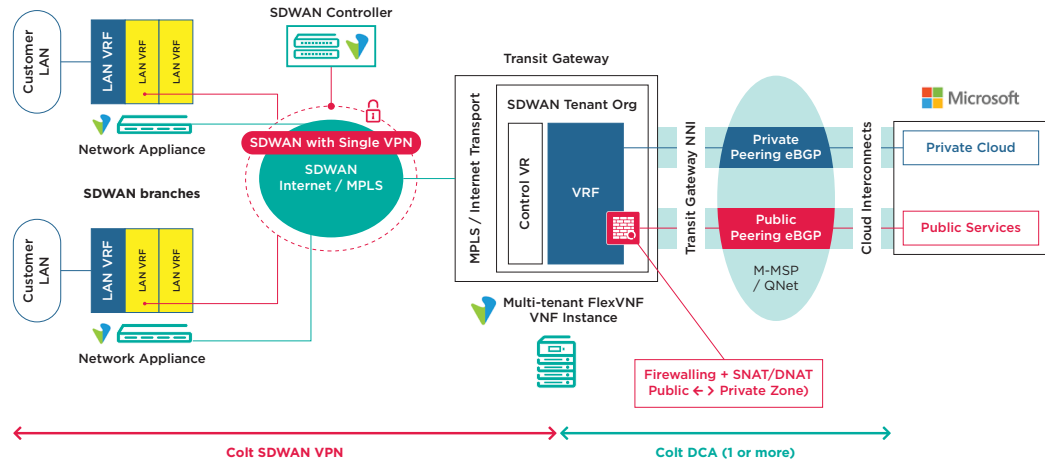 SDWAN Controller
Customer
LAN
LAN VRF
LAN VRF
LAN VRF
Network Appliance
SDWAN branches
Customer
LAN
LAN VRF
LAN VRF
LAN VRF
Network Appliance
SDWAN with Single VPN
SDWAN
Internet / MPLS
Transit Gateway
MPLS / Internet Transport
SDWAN Tenant Org
Control VR
VRF
Multi-tenant FlexVNF
VNF Instance
Transit Gateway NNI
Private
Peering eBGP
Public
Peering eBGP
M-MSP
/ QNet
Cloud Interconnects
Microsoft
Private Cloud
Public Services
Firewalling + SNAT/DNAT
Public ← > Private Zone)
Colt SDWAN VPN
Colt DCA (1 or more)